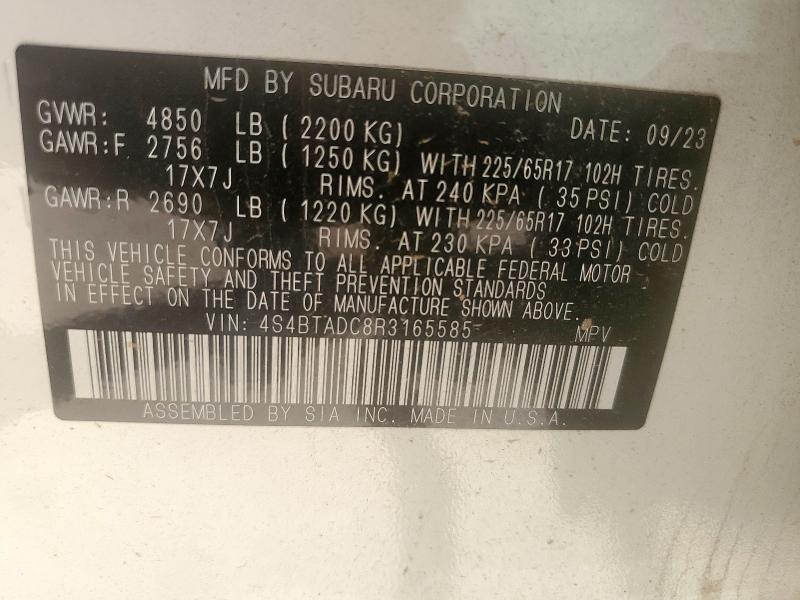 MFD BY SUBARU CORPORATION
GVWR: 4850 LB (2200 KG) DATE: 09/23
GAWR:F 2756 LB (1250 KG) WITH 225/65R17 102H TIRES.
17X7J RIMS. AT 240 KPA (35 PSI) COLD
GAWR:R 2690 LB (1220 KG) WITH 225/65R17 102H TIRES.
17X7J RIMS. AT 230 KPA (33 PSI) COLD
THIS VEHICLE CONFORMS TO ALL APPLICABLE FEDERAL MOTOR
VEHICLE SAFETY AND THEFT PREVENTION STANDARDS
IN EFFECT ON THE DATE OF MANUFACTURE SHOWN ABOVE.
VIN: 4S4BTADC8R3165585 MPV
ASSEMBLED BY SIA INC. MADE IN U.S.A.